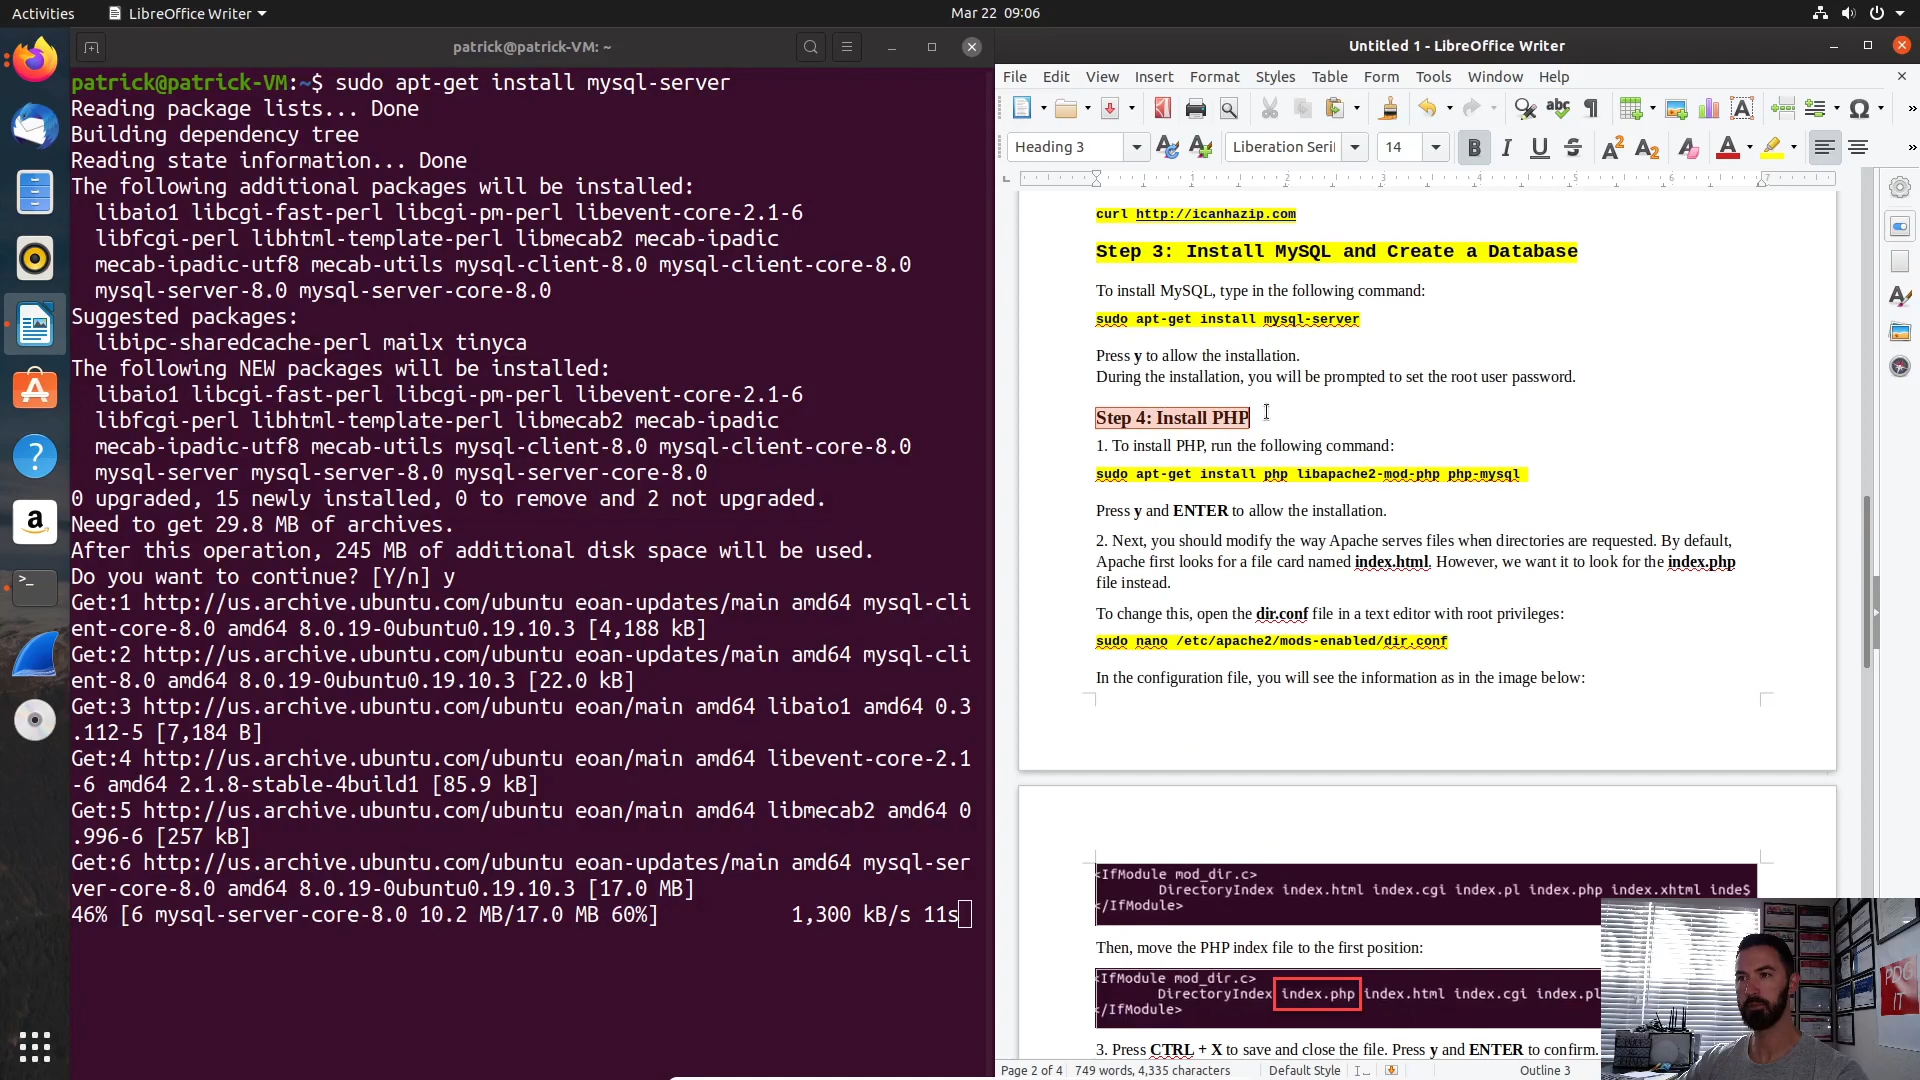 Activities
LibreOffice Writer
Mar 22 09:06
patrick@patrick-VM: ~
patrick@patrick-VM:~$ sudo apt-get install mysql-server
Reading package lists... Done
Building dependency tree
Reading state information... Done
The following additional packages will be installed:
libaio1 libcgi-fast-perl libcgi-pm-perl libevent-core-2.1-6
libfcgi-perl libhtml-template-perl libmecab2 mecab-ipadic
mecab-ipadic-utf8 mecab-utils mysql-client-8.0 mysql-client-core-8.0
mysql-server-8.0 mysql-server-core-8.0
Suggested packages:
libipc-sharedcache-perl mailx tinyca
The following NEW packages will be installed:
libaio1 libcgi-fast-perl libcgi-pm-perl libevent-core-2.1-6
libfcgi-perl libhtml-template-perl libmecab2 mecab-ipadic
mecab-ipadic-utf8 mecab-utils mysql-client-8.0 mysql-client-core-8.0
mysql-server mysql-server-8.0 mysql-server-core-8.0
0 upgraded, 15 newly installed, 0 to remove and 2 not upgraded.
Need to get 29.8 MB of archives.
After this operation, 245 MB of additional disk space will be used.
Do you want to continue? [Y/n] y
Get:1 http://us.archive.ubuntu.com/ubuntu eoan-updates/main amd64 mysql-cli
ent-core-8.0 amd64 8.0.19-0ubuntu0.19.10.3 [4,188 kB]
Get:2 http://us.archive.ubuntu.com/ubuntu eoan-updates/main amd64 mysql-cli
ent-8.0 amd64 8.0.19-0ubuntu0.19.10.3 [22.0 kB]
Get:3 http://us.archive.ubuntu.com/ubuntu eoan/main amd64 libaio1 amd64 0.3
.112-5 [7,184 B]
Get:4 http://us.archive.ubuntu.com/ubuntu eoan/main amd64 libevent-core-2.1
-6 amd64 2.1.8-stable-4build1 [85.9 kB]
Get:5 http://us.archive.ubuntu.com/ubuntu eoan/main amd64 libmecab2 amd64 0
.996-6 [257 kB]
Get:6 http://us.archive.ubuntu.com/ubuntu eoan-updates/main amd64 mysql-ser
ver-core-8.0 amd64 8.0.19-0ubuntu0.19.10.3 [17.0 MB]
46% [6 mysql-server-core-8.0 10.2 MB/17.0 MB 60%] 1,300 kB/s 11s
Untitled 1 - LibreOffice Writer
File Edit View Insert Format Styles Table Form Tools Window Help
Heading 3
Liberation Seri
14
1 2 3 4 5 6 7
curl http://icanhazip.com
Step 3: Install MySQL and Create a Database
To install MySQL, type in the following command:
sudo apt-get install mysql-server
Press y to allow the installation.
During the installation, you will be prompted to set the root user password.
Step 4: Install PHP
1. To install PHP, run the following command:
sudo apt-get install php libapache2-mod-php php-mysql
Press y and ENTER to allow the installation.
2. Next, you should modify the way Apache serves files when directories are requested. By default,
Apache first looks for a file card named index.html. However, we want it to look for the index.php
file instead.
To change this, open the dir.conf file in a text editor with root privileges:
sudo nano /etc/apache2/mods-enabled/dir.conf
In the configuration file, you will see the information as in the image below:
<IfModule mod_dir.c>
DirectoryIndex index.html index.cgi index.pl index.php index.xhtml inde$
</IfModule>
Then, move the PHP index file to the first position:
<IfModule mod_dir.c>
DirectoryIndex index.php index.html index.cgi index.pl
</IfModule>
3. Press CTRL + X to save and close the file. Press y and ENTER to confirm.
Page 2 of 4
749 words, 4,335 characters
Default Style
Outline 3
PDG
IT